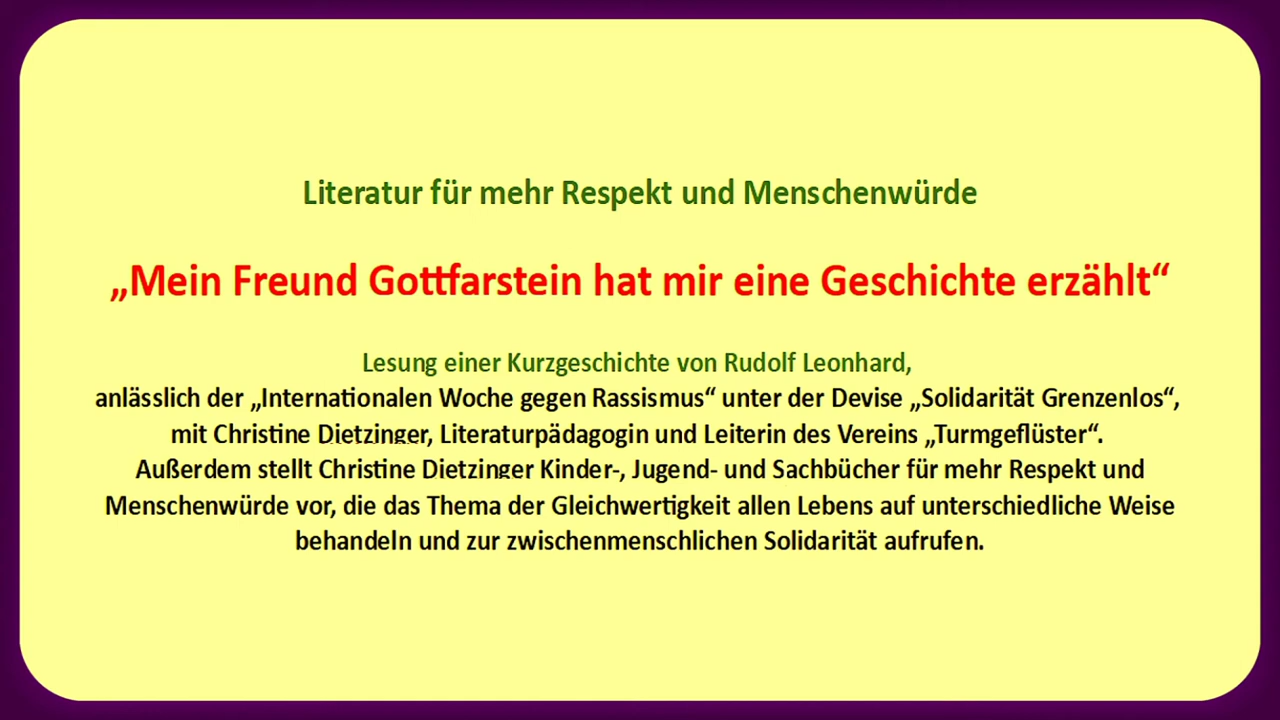 Literatur für mehr Respekt und Menschenwürde
„Mein Freund Gottfarstein hat mir eine Geschichte erzählt“
Lesung einer Kurzgeschichte von Rudolf Leonhard,
anlässlich der „Internationalen Woche gegen Rassismus“ unter der Devise „Solidarität Grenzenlos“,
mit Christine Dietzinger, Literaturpädagogin und Leiterin des Vereins „Turmgeflüster“.
Außerdem stellt Christine Dietzinger Kinder-, Jugend- und Sachbücher für mehr Respekt und
Menschenwürde vor, die das Thema der Gleichwertigkeit allen Lebens auf unterschiedliche Weise
behandeln und zur zwischenmenschlichen Solidarität aufrufen.